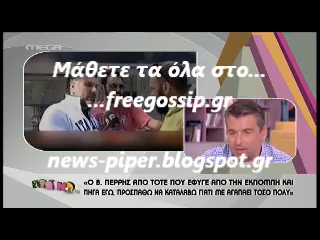 MEGA
Μάθετε τα όλα στο...
...freegossip.gr
news-piper.blogspot.gr
«Ο Β. ΠΕΡΡΗΣ ΑΠΟ ΤΟΤΕ ΠΟΥ ΕΦΥΓΕ ΑΠΟ ΤΗΝ ΕΚΠΟΜΠΗ ΚΑΙ
ΠΗΓΑ ΕΓΩ, ΠΡΟΣΠΑΘΩ ΝΑ ΚΑΤΑΛΑΒΩ ΓΙΑΤΙ ΜΕ ΑΓΑΠΑΕΙ ΤΟΣΟ ΠΟΛΥ»